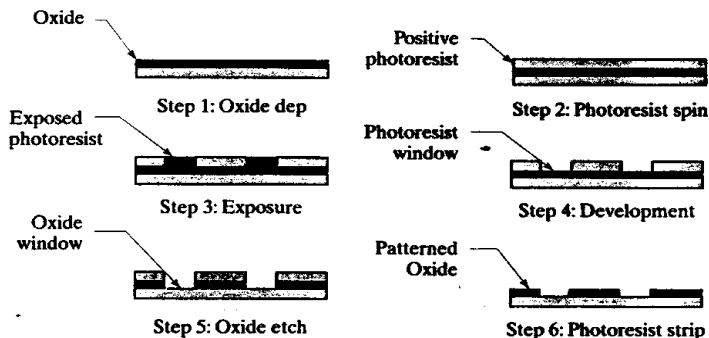 Oxide
Step 1: Oxide dep
Positive
photoresist
Step 2: Photoresist spin
Exposed
photoresist
Step 3: Exposure
Photoresist
window
Step 4: Development
Oxide
window
Step 5: Oxide etch
Patterned
Oxide
Step 6: Photoresist strip